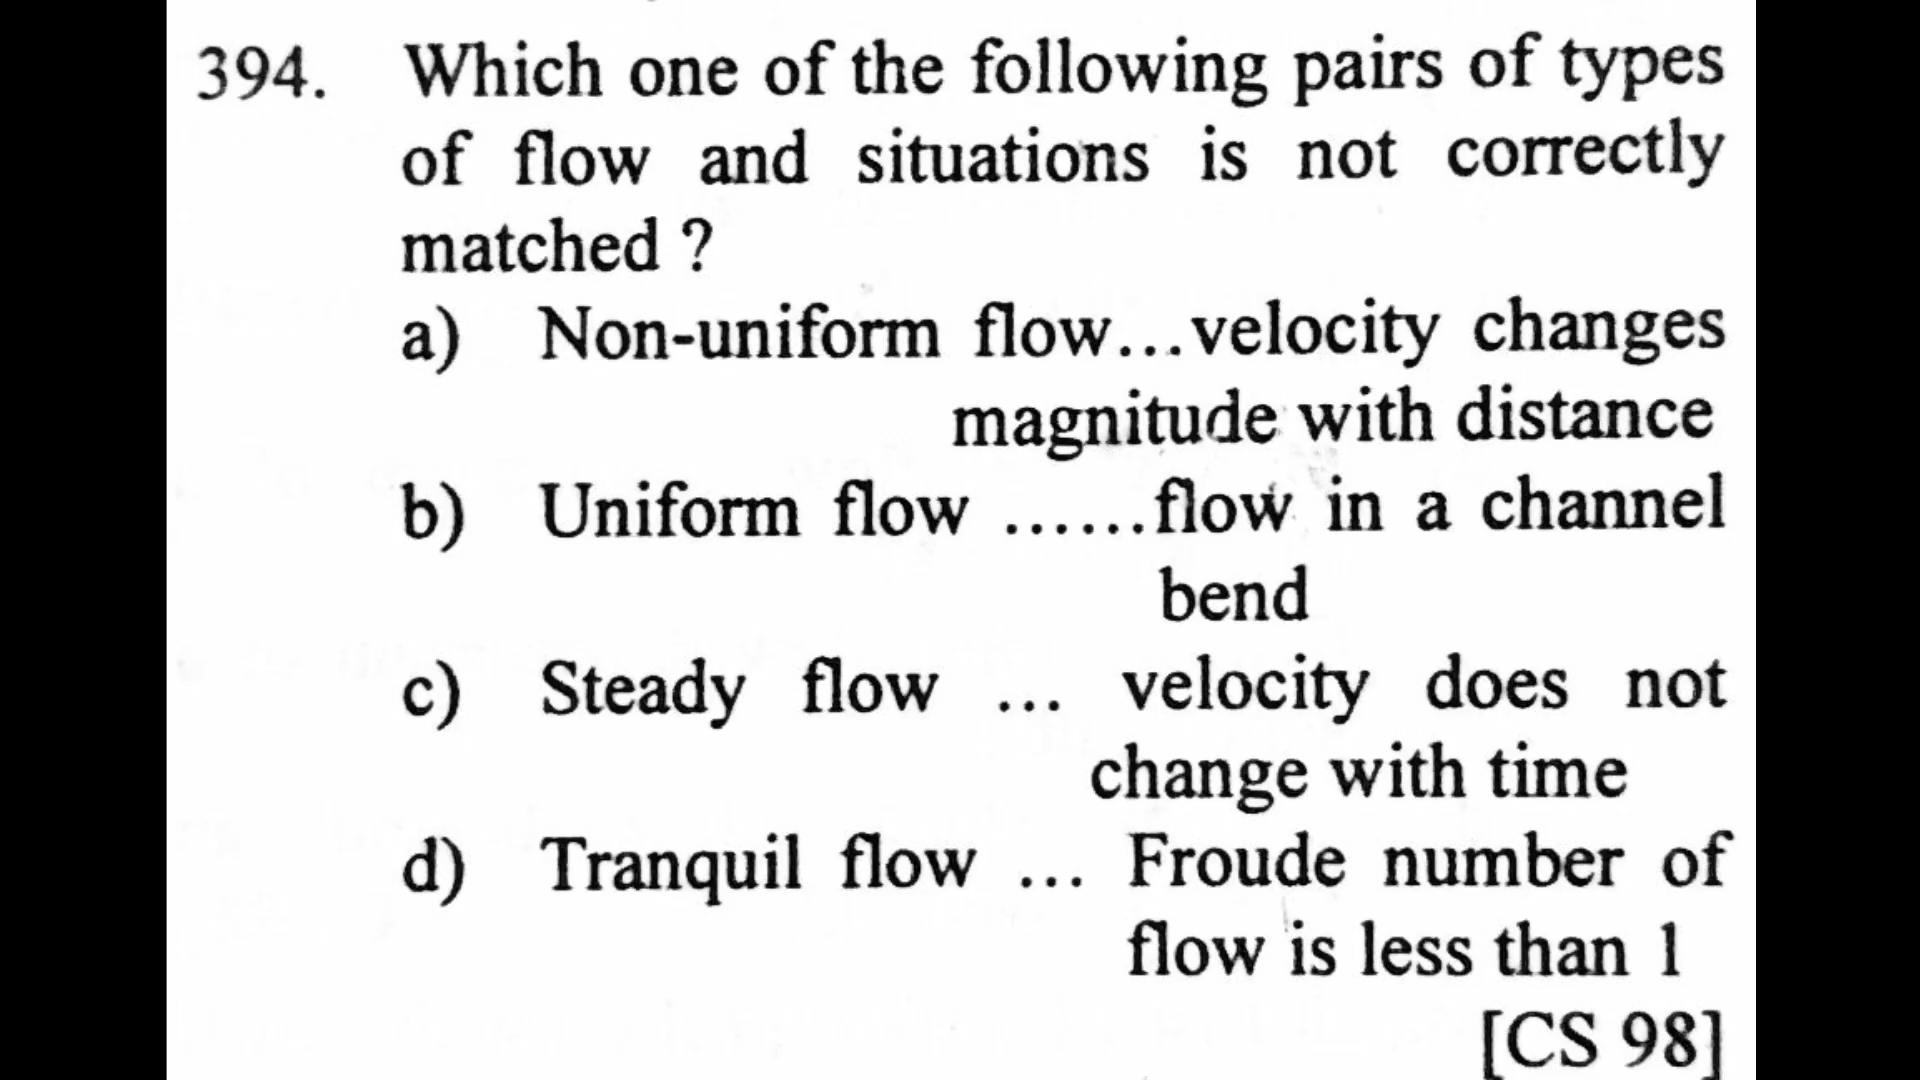 394. Which one of the following pairs of types
of flow and situations is not correctly
matched ?
a) Non-uniform flow...velocity changes
magnitude with distance
b) Uniform flow ......flow in a channel
bend
c) Steady flow ... velocity does not
change with time
d) Tranquil flow ... Froude number of
flow is less than 1
[CS 98]